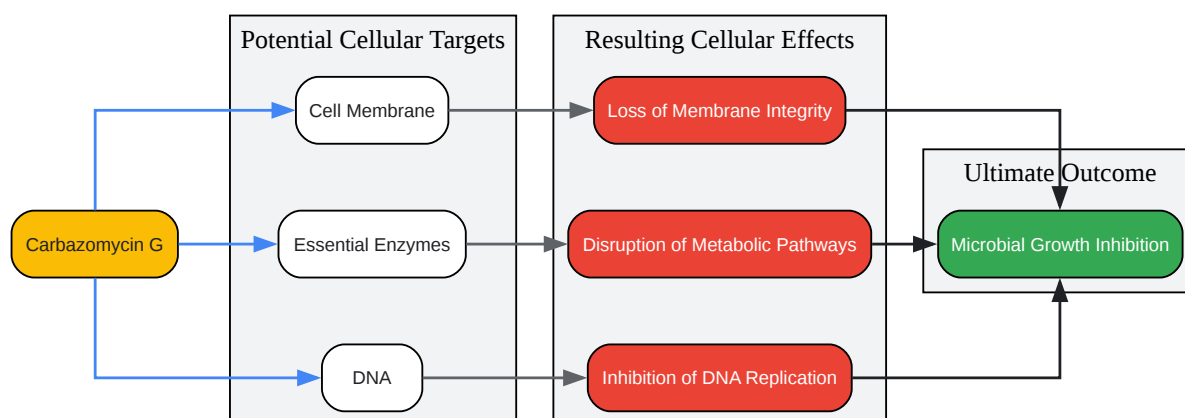 Potential Cellular Targets
Resulting Cellular Effects
Cell Membrane
Loss of Membrane Integrity
Ultimate Outcome
Carbazomycin G
Essential Enzymes
Disruption of Metabolic Pathways
Microbial Growth Inhibition
DNA
Inhibition of DNA Replication